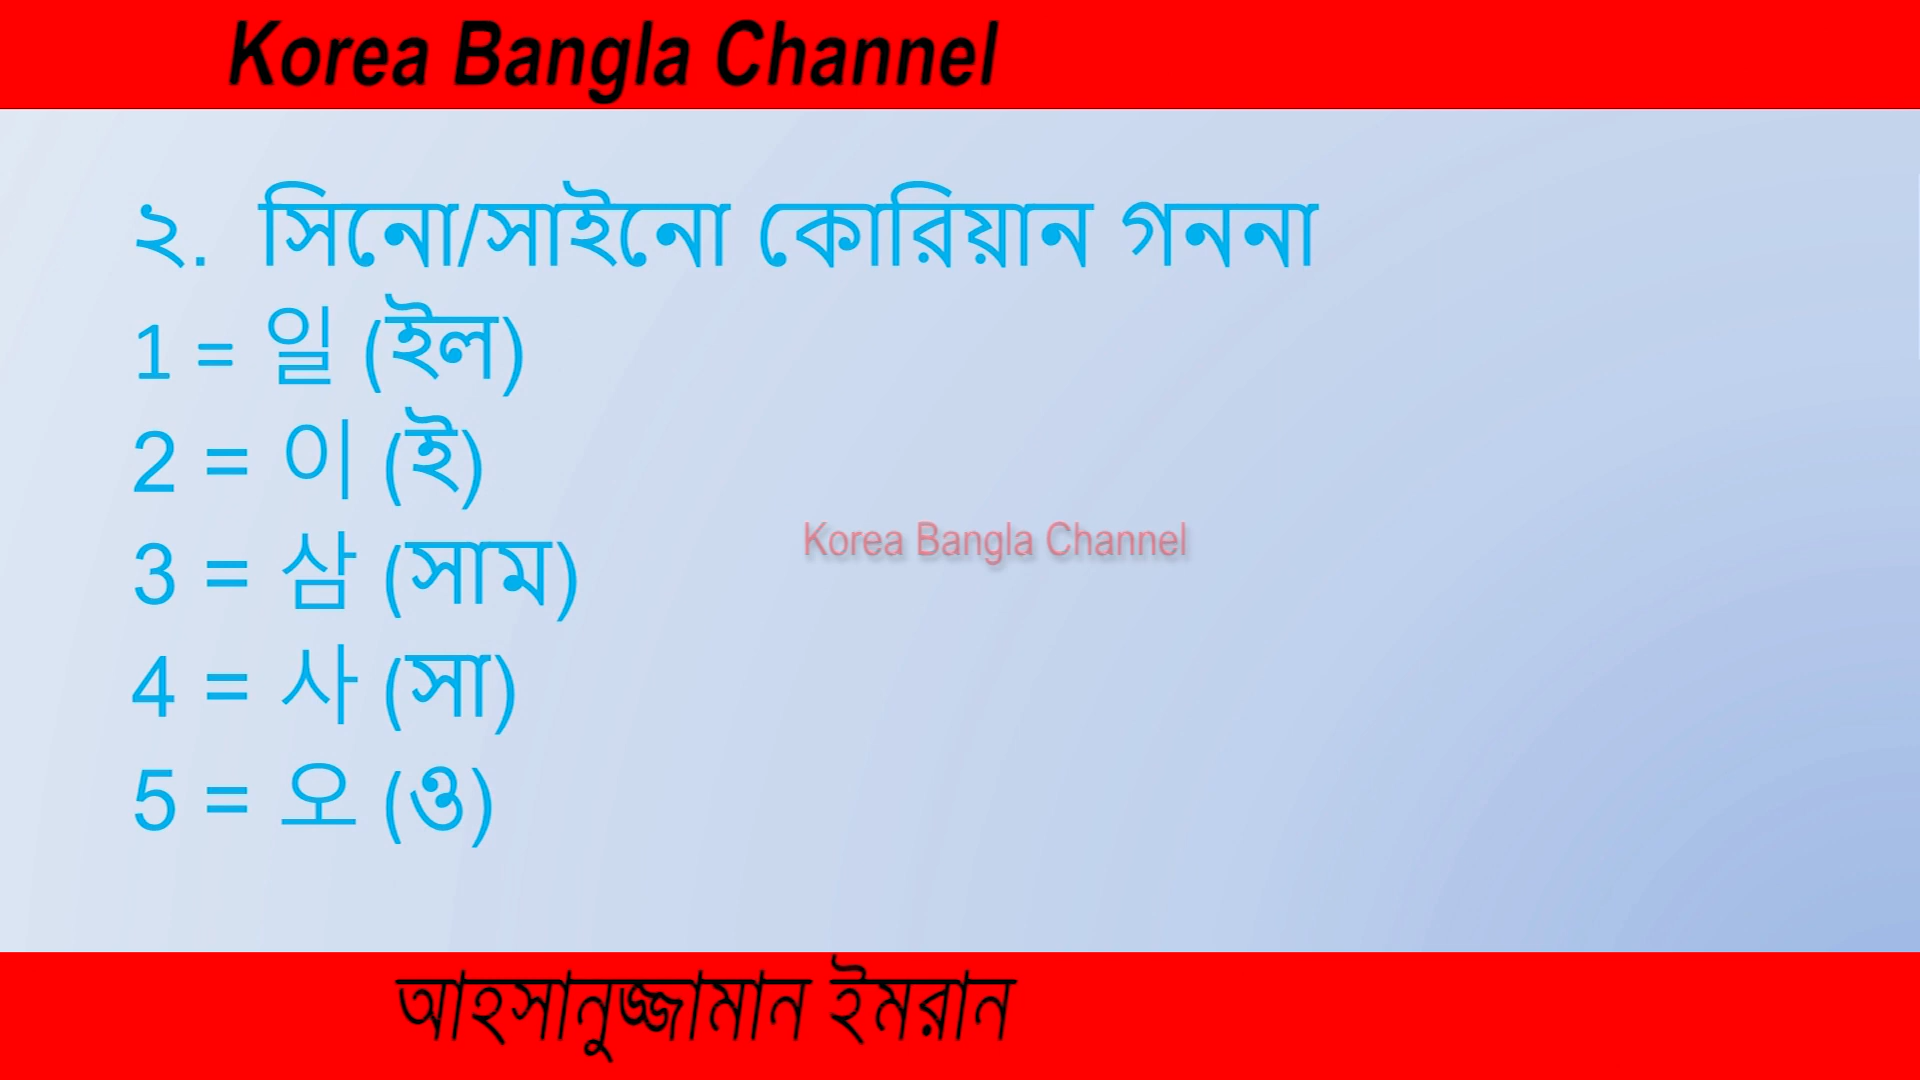 Korea Bangla Channel
২. সিনো/সাইনো কোরিয়ান গননা
1 = 일 (ইল)
2 = 이 (ই)
3 = 삼 (সাম)
Korea Bangla Channel
4 = 사 (সা)
5 = 오 (ও)
আহসানুজ্জামান ইমরান